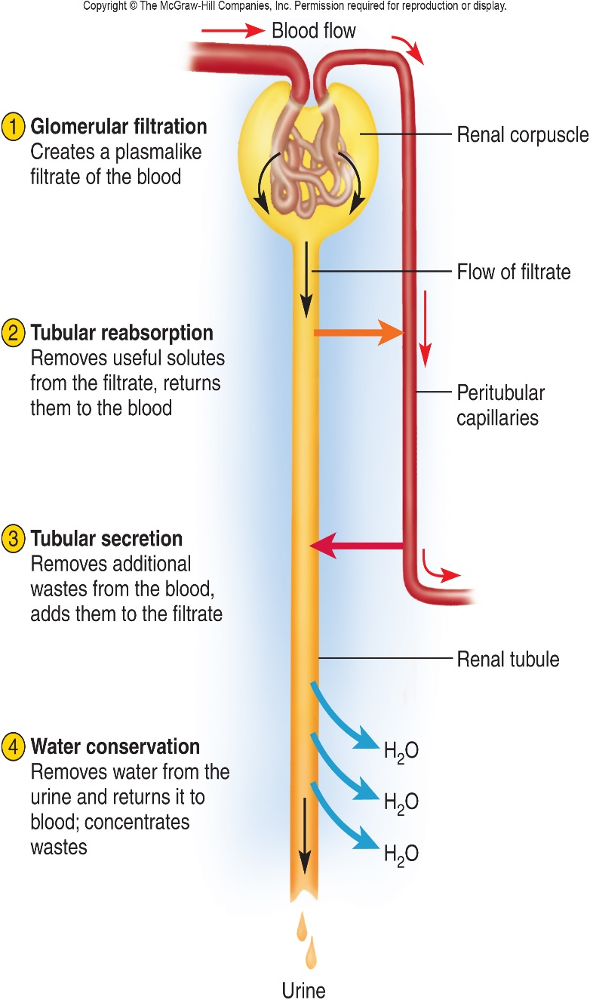 Copyright © The McGraw-Hill Companies, Inc. Permission required for reproduction or display.
Blood flow
1 Glomerular filtration
Creates a plasmalike
filtrate of the blood
Renal corpuscle
Flow of filtrate
2 Tubular reabsorption
Removes useful solutes
from the filtrate, returns
them to the blood
Peritubular
capillaries
3 Tubular secretion
Removes additional
wastes from the blood,
adds them to the filtrate
Renal tubule
4 Water conservation
Removes water from the
urine and returns it to
blood; concentrates
wastes
H₂O
H₂O
H₂O
Urine